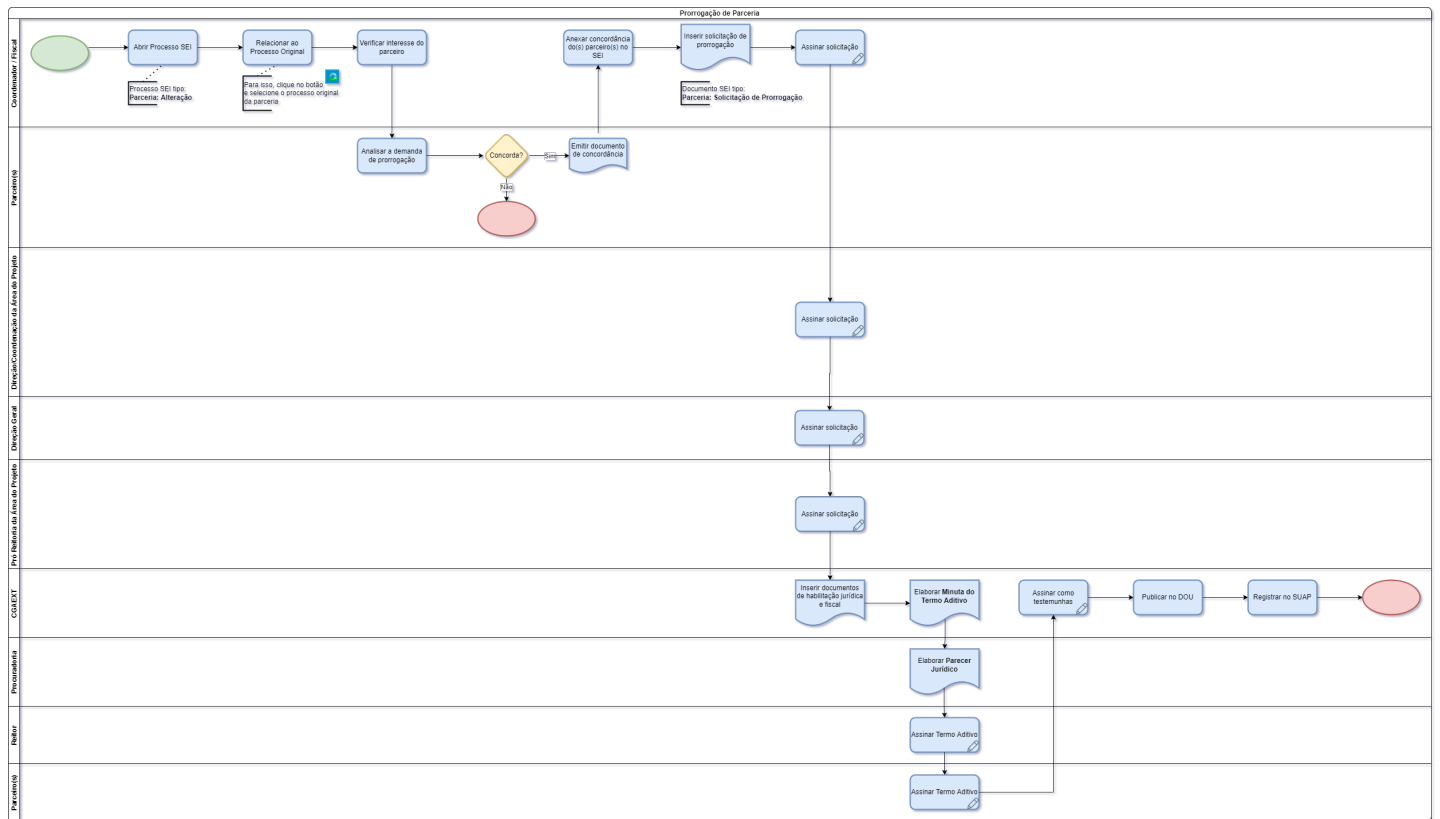 Prorrogação de Parceria
Coordenador / Fiscal
Abrir Processo SEI
Relacionar ao
Processo Original
Verificar interesse do
parceiro
Anexar concordância
do(s) parceiro(s) no
SEI
Inserir solicitação de
prorrogação
Assinar solicitação
Processo SEI tipo:
Parceria: Alteração
Para isso, clique no botão
e selecione o processo original
da parceria
Documento SEI tipo:
Parceria: Solicitação de Prorrogação
Parceiro(s)
Analisar a demanda
de prorrogação
Concorda?
Sim
Emitir documento
de concordância
Não
Direção/Coordenação da Área do Projeto
Assinar solicitação
Direção Geral
Assinar solicitação
Pró Reitoria da Área do Projeto
Assinar solicitação
CGAEXT
Inserir documentos
de habilitação jurídica
e fiscal
Elaborar Minuta do
Termo Aditivo
Assinar como
testemunhas
Publicar no DOU
Registrar no SUAP
Procuradoria
Elaborar Parecer
Jurídico
Reitor
Assinar Termo Aditivo
Parceiro(s)
Assinar Termo Aditivo